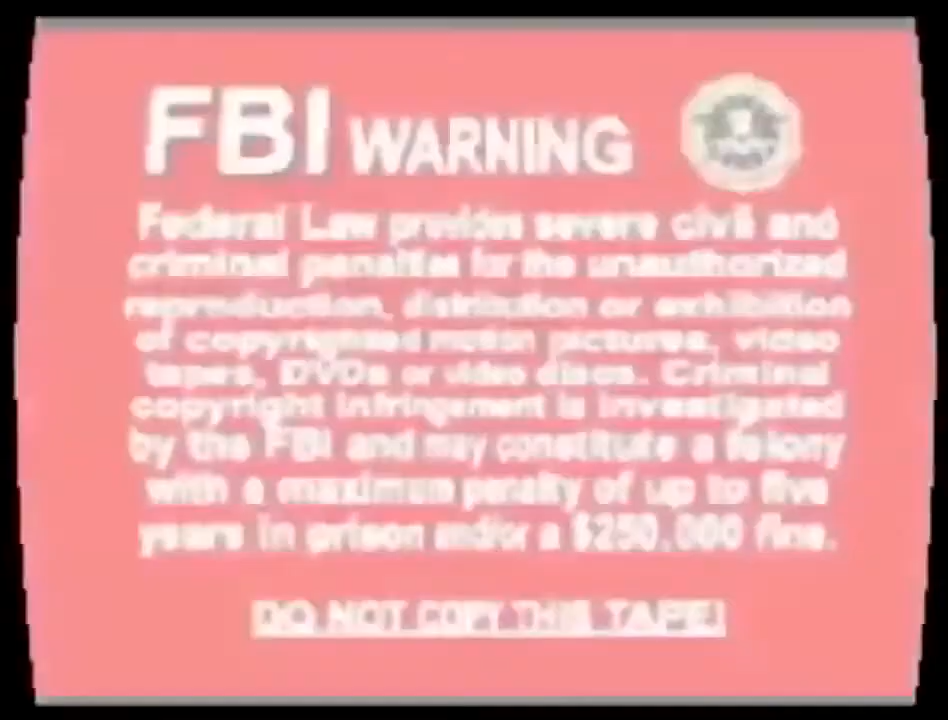 FBI WARNING
Federal Law provides severe civil and
criminal penalties for the unauthorized
reproduction, distribution or exhibition
of copyrighted motion pictures, video
tapes, DVDs or video discs. Criminal
copyright infringement is investigated
by the FBI and may constitute a felony
with a maximum penalty of up to five
years in prison and/or a $250,000 fine.
DO NOT COPY THIS TAPE!